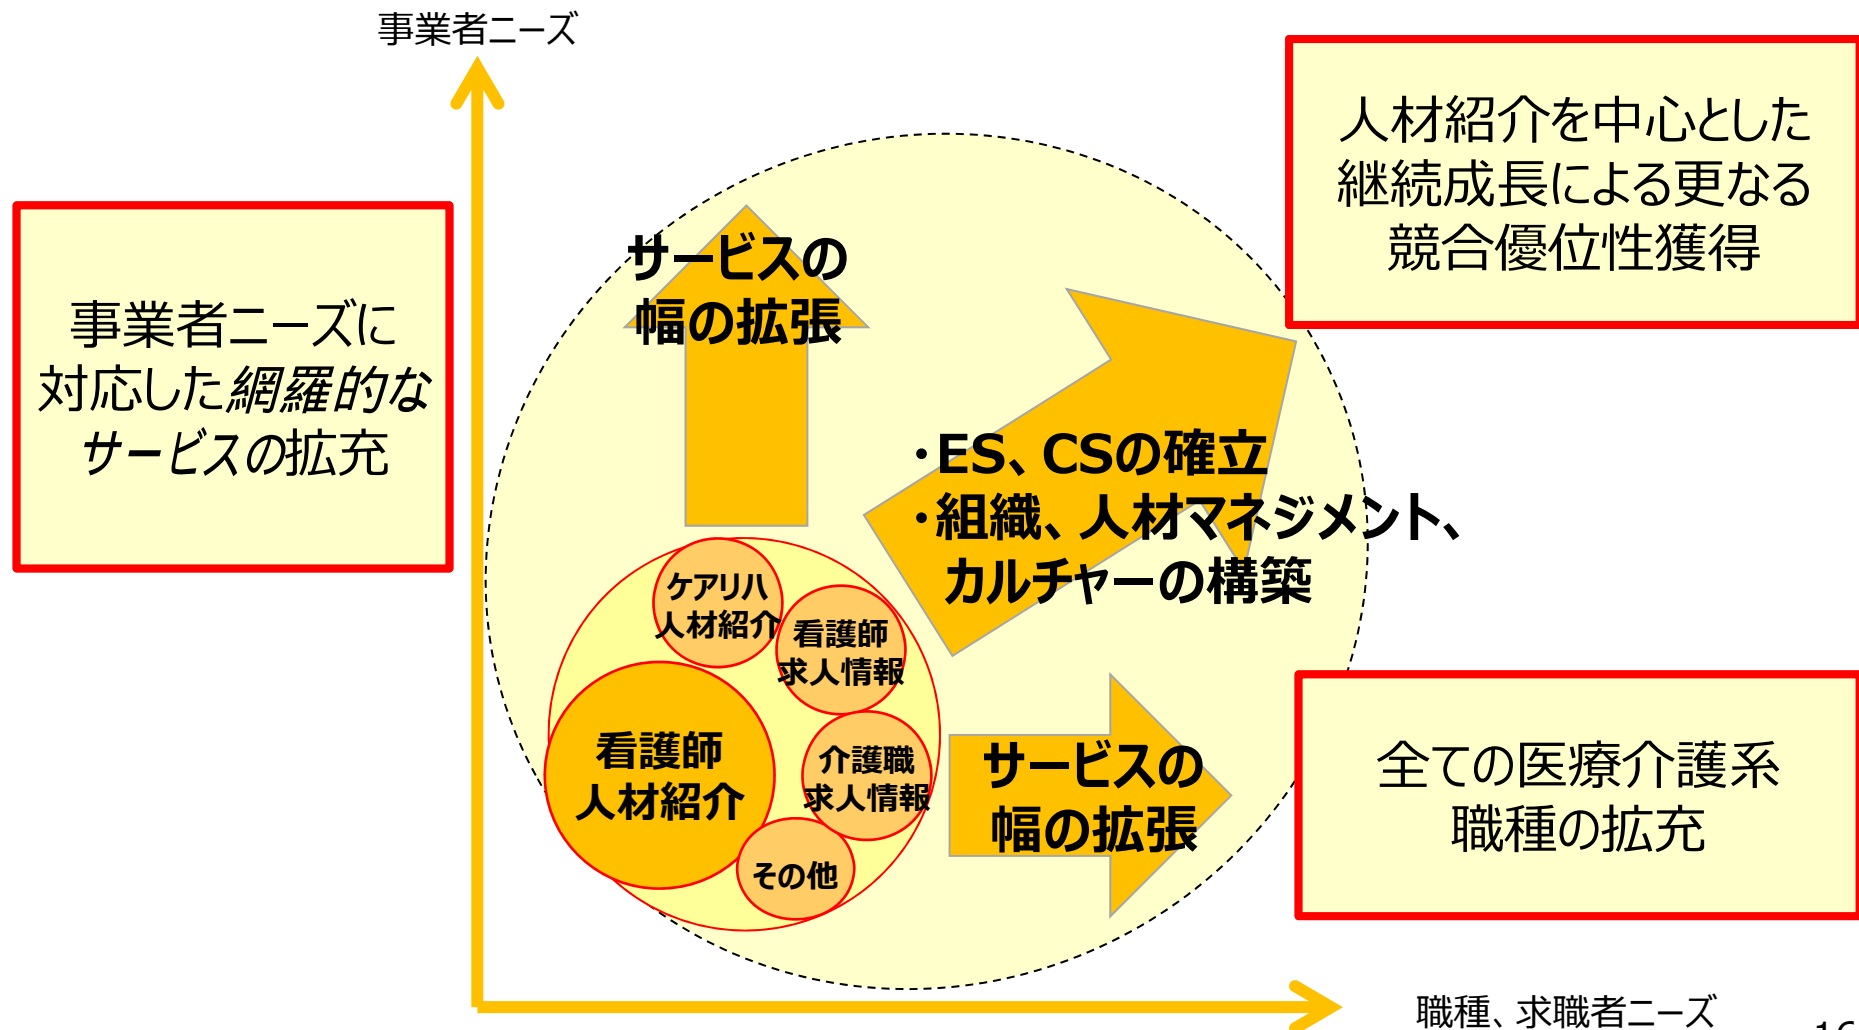 事業者ニーズ
人材紹介を中心とした
継続成長による更なる
競合優位性獲得
事業者ニーズに
対応した網羅的な
サービスの拡充
サービスの
幅の拡張
・ES、CSの確立
・組織、人材マネジメント、
カルチャーの構築
ケアリハ
人材紹介
看護師
求人情報
看護師
人材紹介
介護職
求人情報
その他
サービスの
幅の拡張
全ての医療介護系
職種の拡充
職種、求職者ニーズ
16